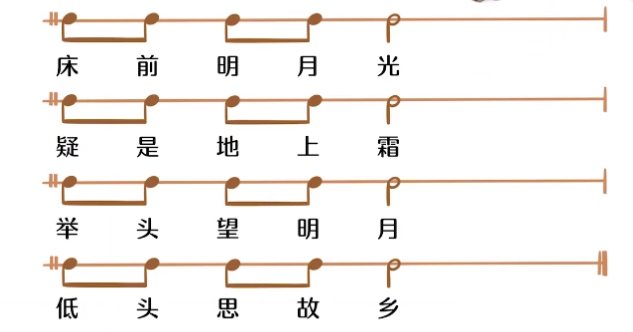 床 前 明 月 光
疑 是 地 上 霜
举 头 望 明 月
低 头 思 故 乡